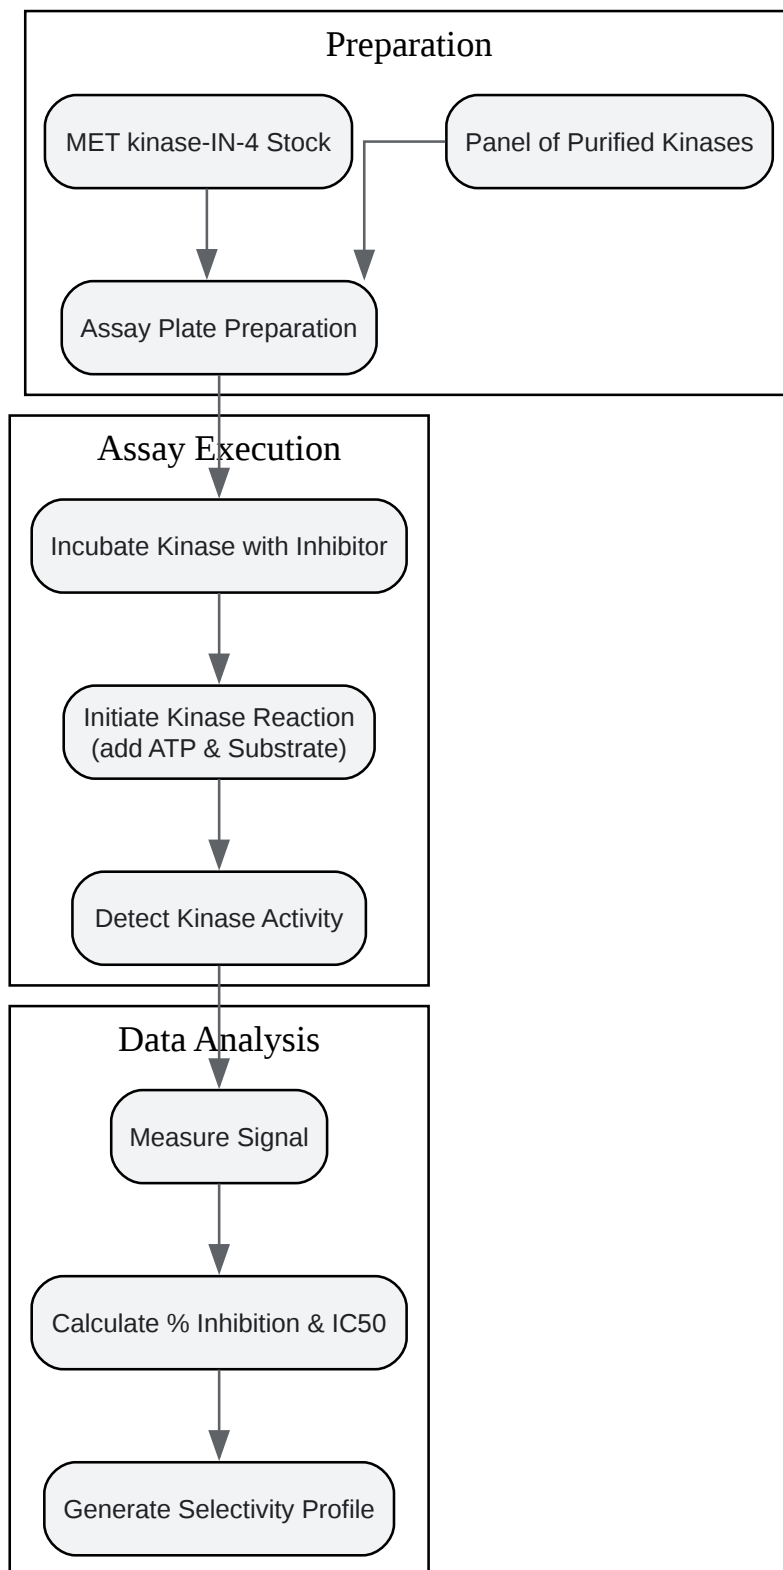 Preparation
MET kinase-IN-4 Stock
Panel of Purified Kinases
Assay Plate Preparation
Assay Execution
Incubate Kinase with Inhibitor
Initiate Kinase Reaction
(add ATP & Substrate)
Detect Kinase Activity
Data Analysis
Measure Signal
Calculate % Inhibition & IC50
Generate Selectivity Profile